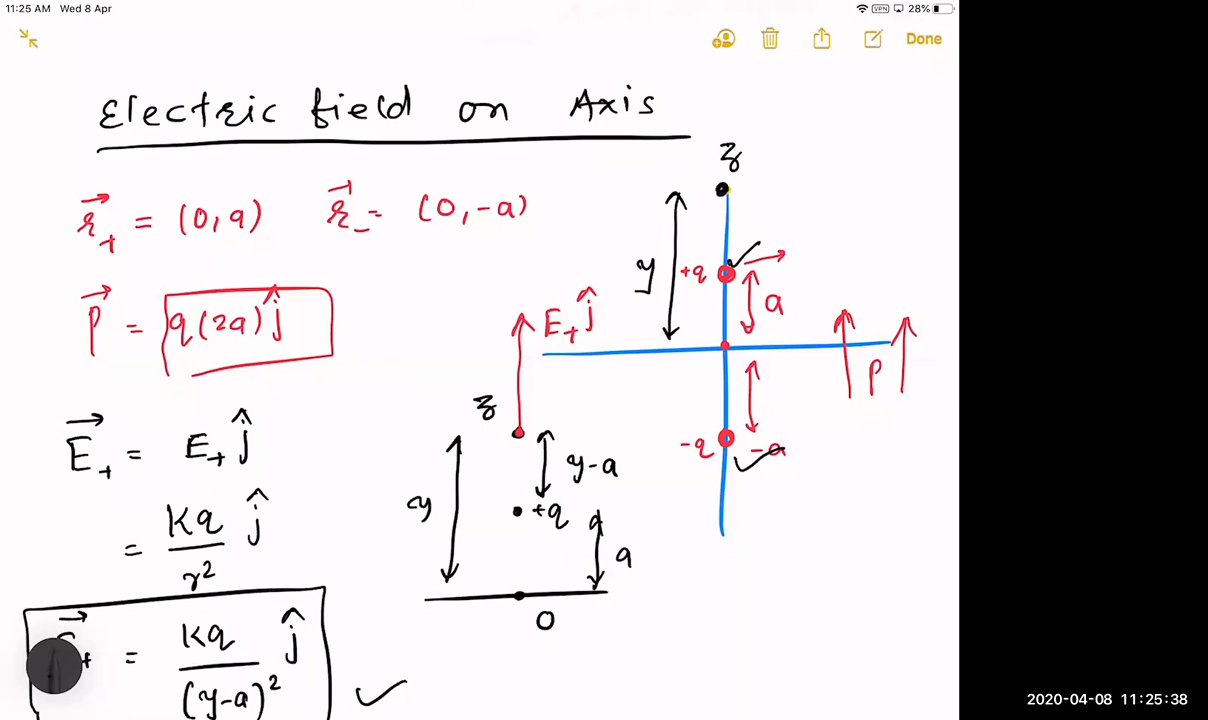 11:25 AM Wed 8 Apr
VPN 28%
Done
Electric field on Axis
z
r₊ = (0, a) r₋ = (0, -a)
y
+q
a
P = q(2a) ĵ
E₊ĵ
P
-q
-a
z
E₊ = E₊ ĵ
y
y-a
+q
a
= Kq/r² ĵ
O
= Kq/(y-a)² ĵ
2020-04-08 11:25:38